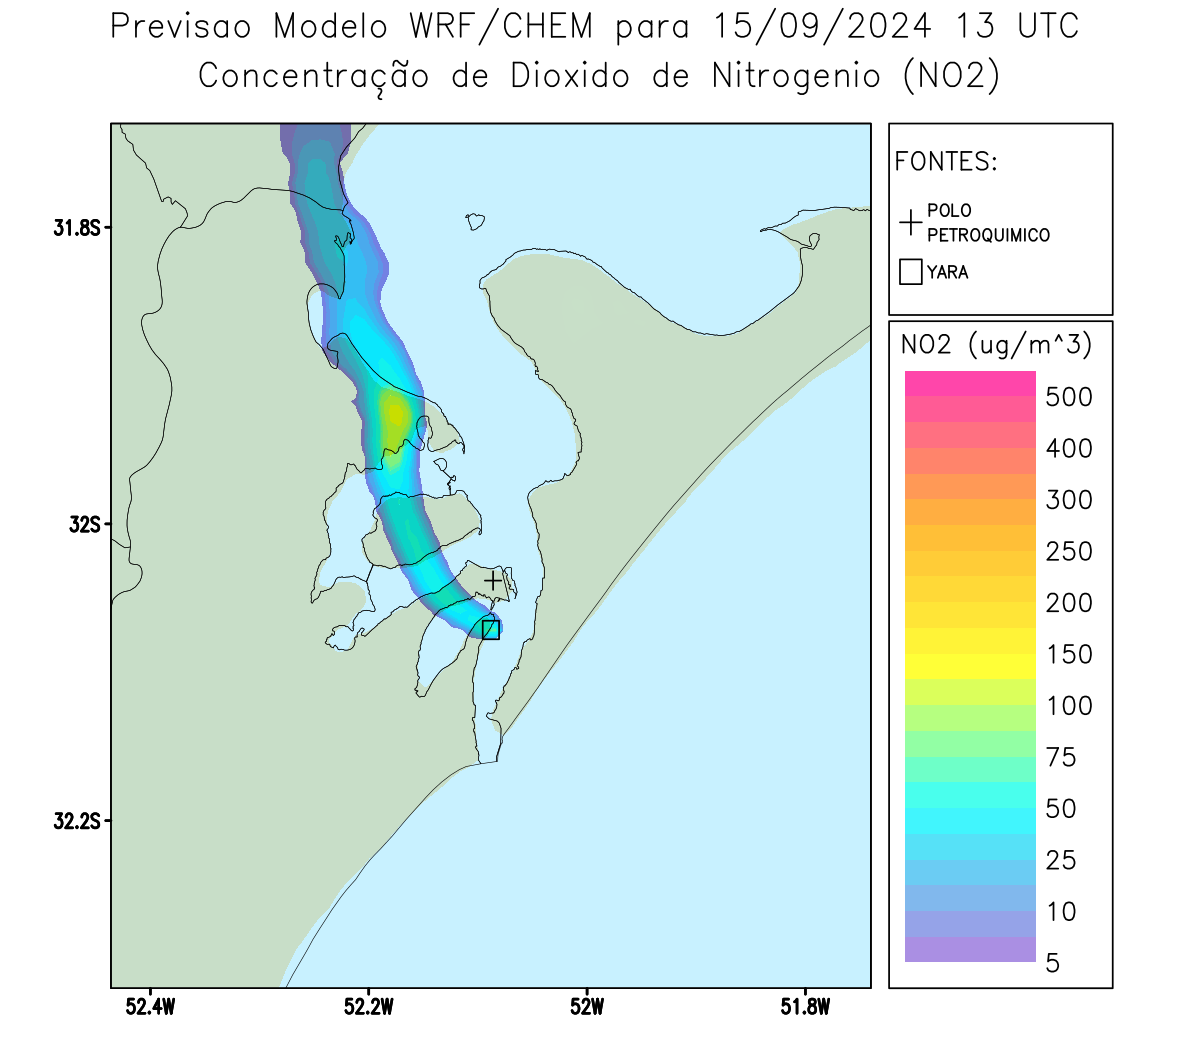 Previsao Modelo WRF/CHEM para 15/09/2024 13 UTC
Concentração de Dioxido de Nitrogenio (NO2)
FONTES:
POLO
PETROQUIMICO
YARA
NO2 (ug/m^3)
500
400
300
250
200
150
100
75
50
25
10
5
31.8S
32S
32.2S
52.4W
52.2W
52W
51.8W